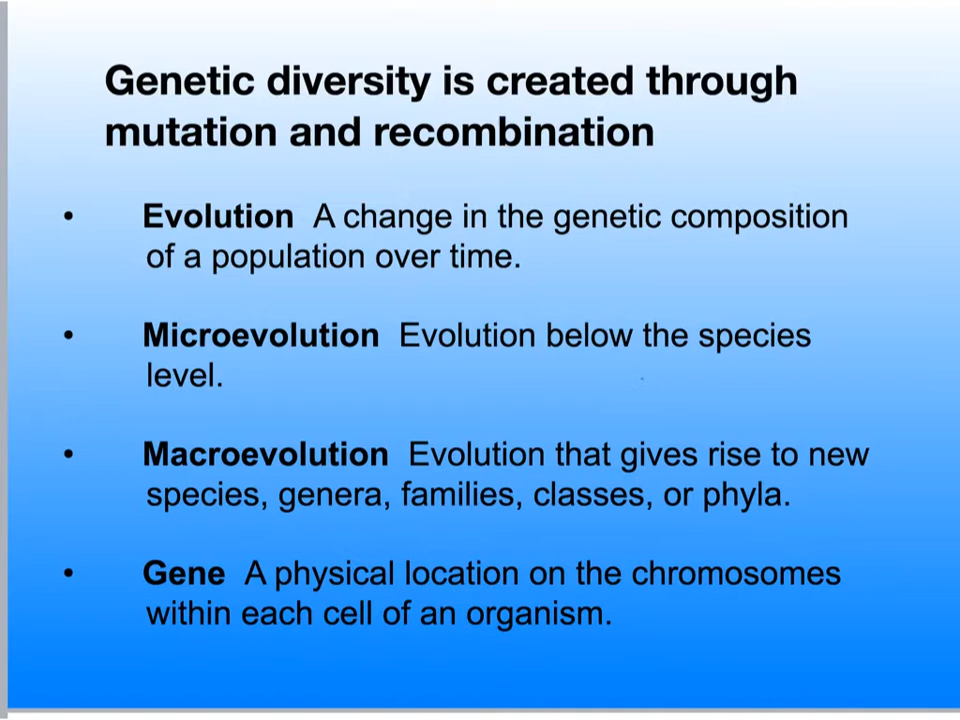 Genetic diversity is created through
mutation and recombination
• Evolution A change in the genetic composition
of a population over time.
• Microevolution Evolution below the species
level.
• Macroevolution Evolution that gives rise to new
species, genera, families, classes, or phyla.
• Gene A physical location on the chromosomes
within each cell of an organism.